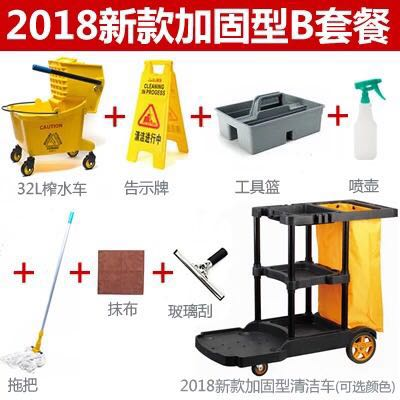 2018新款加固型B套餐
CAUTION
CLEANING
IN PROGESS
清洁进行中
32L榨水车
告示牌
工具篮
喷壶
抹布
玻璃刮
拖把
2018新款加固型清洁车(可选颜色)